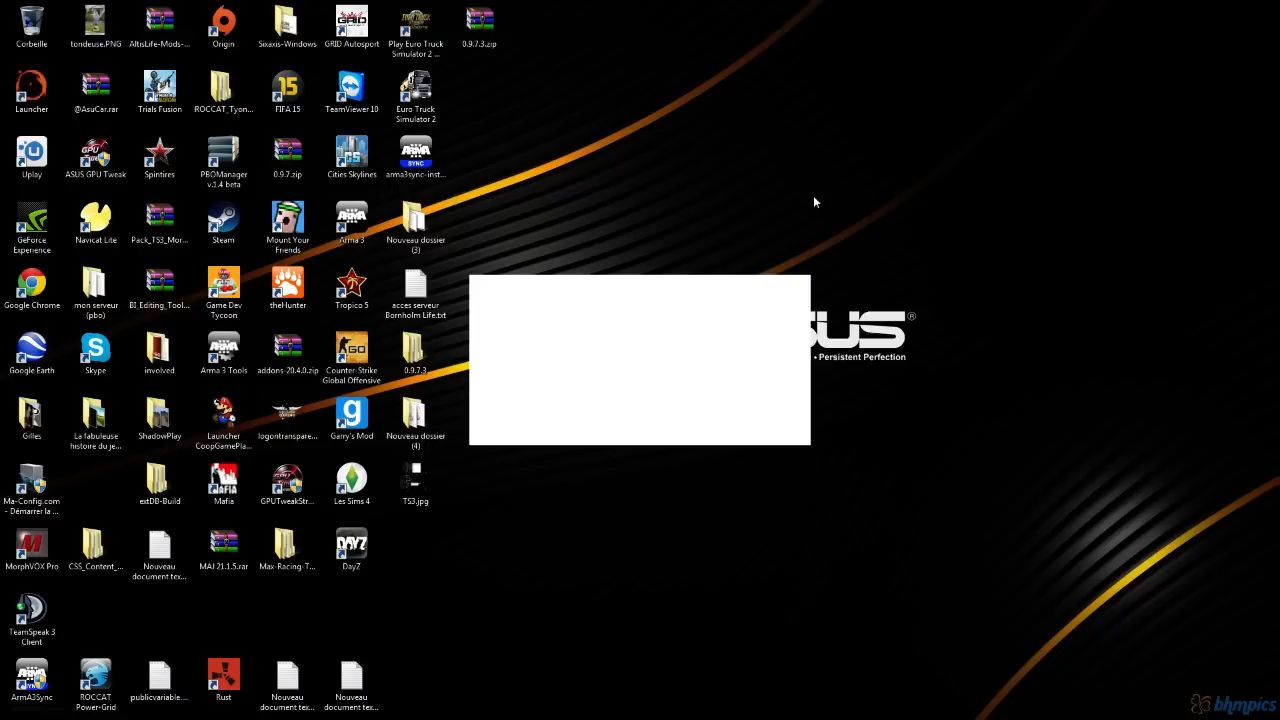 Corbeille
tondeuse.PNG
AltisLife-Mods-...
Origin
Sixaxis-Windows
GRID Autosport
Play Euro Truck
Simulator 2 ...
0.9.7.3.zip
Launcher
@AsuCar.rar
Trials Fusion
ROCCAT_Tyon...
FIFA 15
TeamViewer 10
Euro Truck
Simulator 2
Uplay
ASUS GPU Tweak
Spintires
PBOManager
v.1.4 beta
0.9.7.zip
Cities Skylines
arma3sync-inst...
GeForce
Experience
Navicat Lite
Pack_TS3_Mor...
Steam
Mount Your
Friends
Arma 3
Nouveau dossier
(3)
Google Chrome
mon serveur
(pbo)
BI_Editing_Tool...
Game Dev
Tycoon
theHunter
Tropico 5
acces serveur
Bornholm Life.txt
Google Earth
Skype
involved
Arma 3 Tools
addons-20.4.0.zip
Counter-Strike
Global Offensive
0.9.7.3
Gilles
La fabuleuse
histoire du je...
ShadowPlay
Launcher
CoopGamePla...
logontranspare...
Garry's Mod
Nouveau dossier
(4)
Ma-Config.com
- Démarrer la ...
extDB-Build
Mafia
GPUTweakStr...
Les Sims 4
TS3.jpg
MorphVOX Pro
CSS_Content_...
Nouveau
document tex...
MAJ 21.1.5.rar
Max-Racing-T...
DayZ
TeamSpeak 3
Client
ArmA3Sync
ROCCAT
Power-Grid
publicvariable....
Rust
Nouveau
document tex...
Nouveau
document tex...
SUS®
• Persistent Perfection
bhmpics